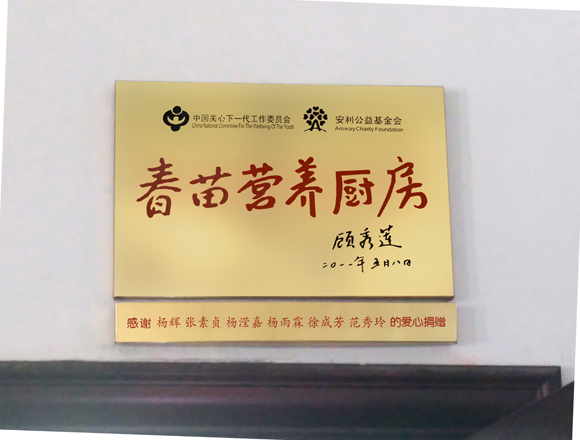 中国关心下一代工作委员会 安利公益基金会
China National Committee For The Wellbeing Of The Youth Amway Charity Foundation
春苗营养厨房
顾秀莲
二〇一一年五月八日
感谢 杨辉 张素贞 杨滢嘉 杨雨霖 徐成芳 范秀玲 的爱心捐赠